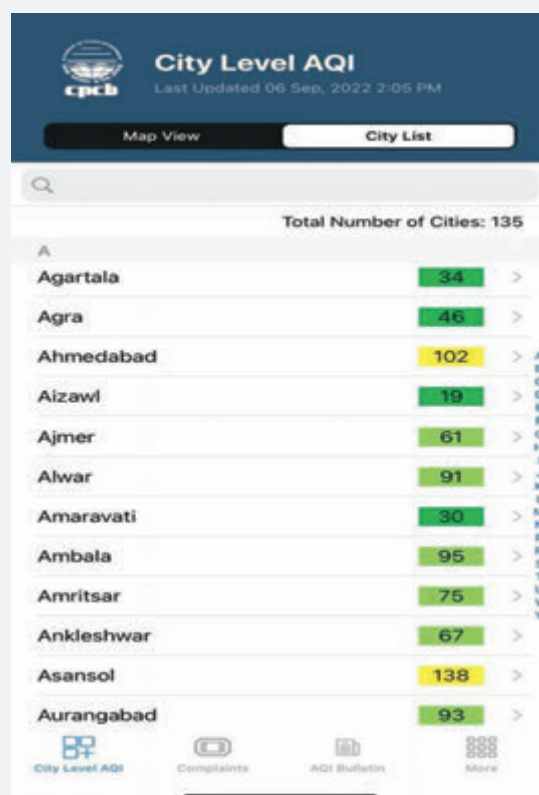 cpcb
City Level AQI
Last Updated 06 Sep, 2022 2:05 PM
Map View City List
Total Number of Cities: 135
A
Agartala 34
Agra 46
Ahmedabad 102
Aizawl 19
Ajmer 61
Alwar 91
Amaravati 30
Ambala 95
Amritsar 75
Ankleshwar 67
Asansol 138
Aurangabad 93
City Level AQI Complaints AQI Bulletin More